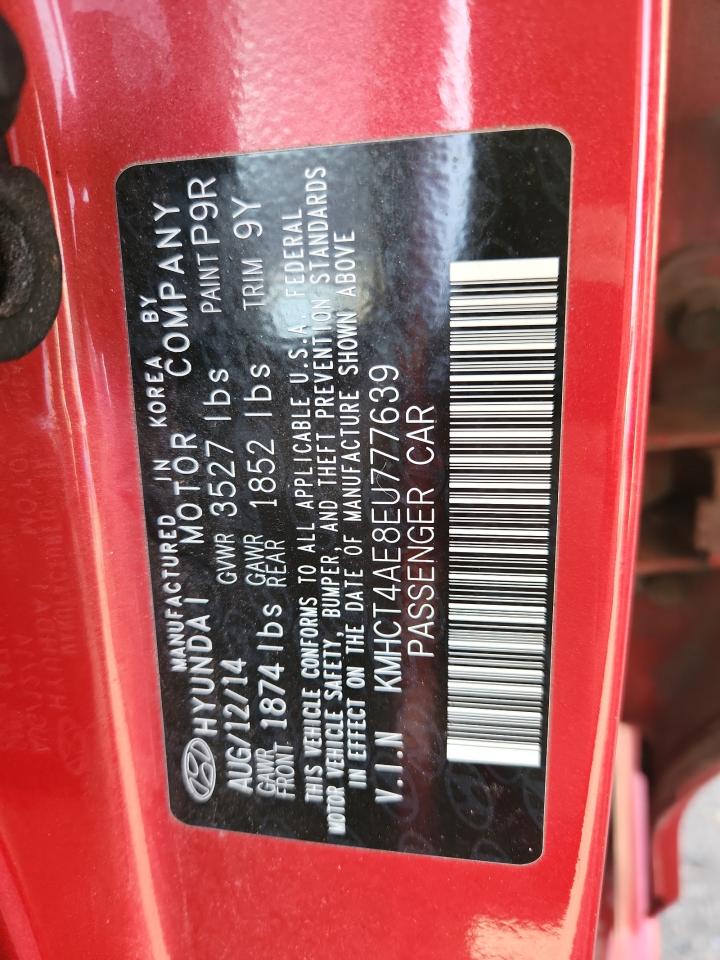 MANUFACTURED IN KOREA BY
HYUNDAI MOTOR COMPANY
AUG/12/14 GVWR 3527 lbs PAINT P9R
GAWR FRONT 1874 lbs GAWR REAR 1852 lbs TRIM 9Y
THIS VEHICLE CONFORMS TO ALL APPLICABLE U.S.A. FEDERAL
MOTOR VEHICLE SAFETY, BUMPER, AND THEFT PREVENTION STANDARDS
IN EFFECT ON THE DATE OF MANUFACTURE SHOWN ABOVE
V.I.N KMHCT4AE8EU777639
PASSENGER CAR